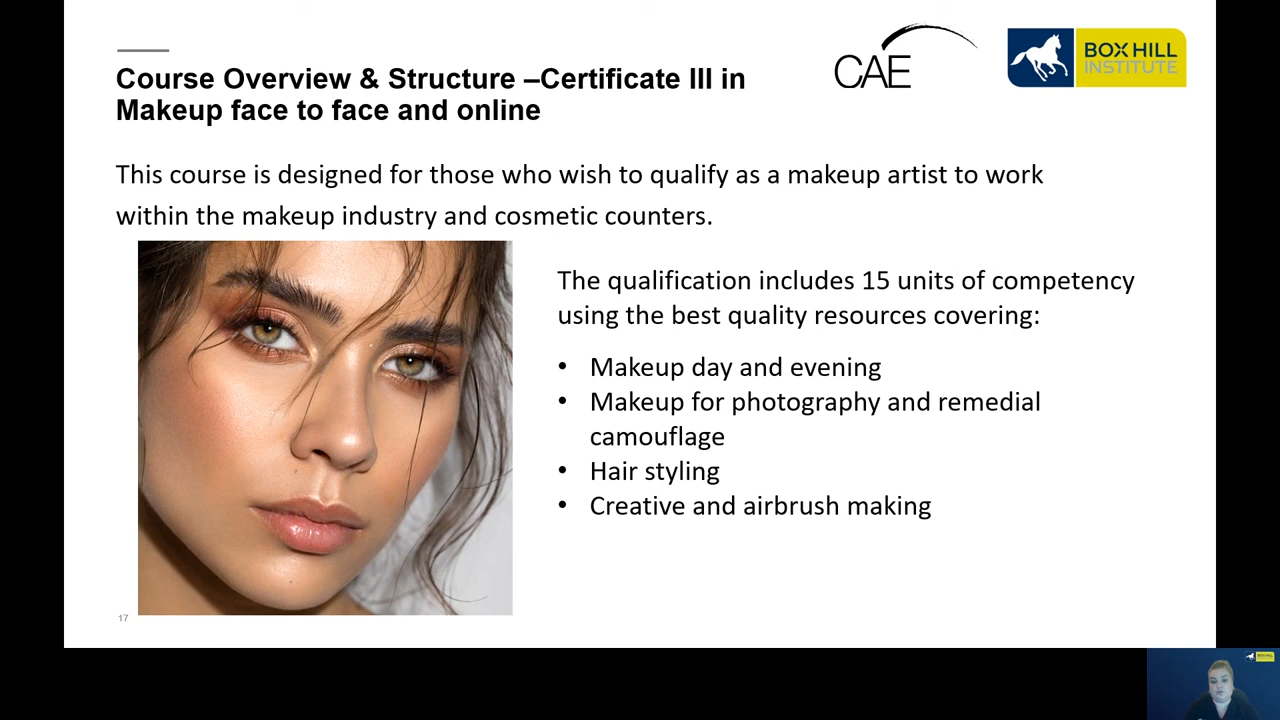 CAE
BOX HILL
INSTITUTE
Course Overview & Structure –Certificate III in
Makeup face to face and online
This course is designed for those who wish to qualify as a makeup artist to work
within the makeup industry and cosmetic counters.
The qualification includes 15 units of competency
using the best quality resources covering:
• Makeup day and evening
• Makeup for photography and remedial
camouflage
• Hair styling
• Creative and airbrush making
17
BOX HILL